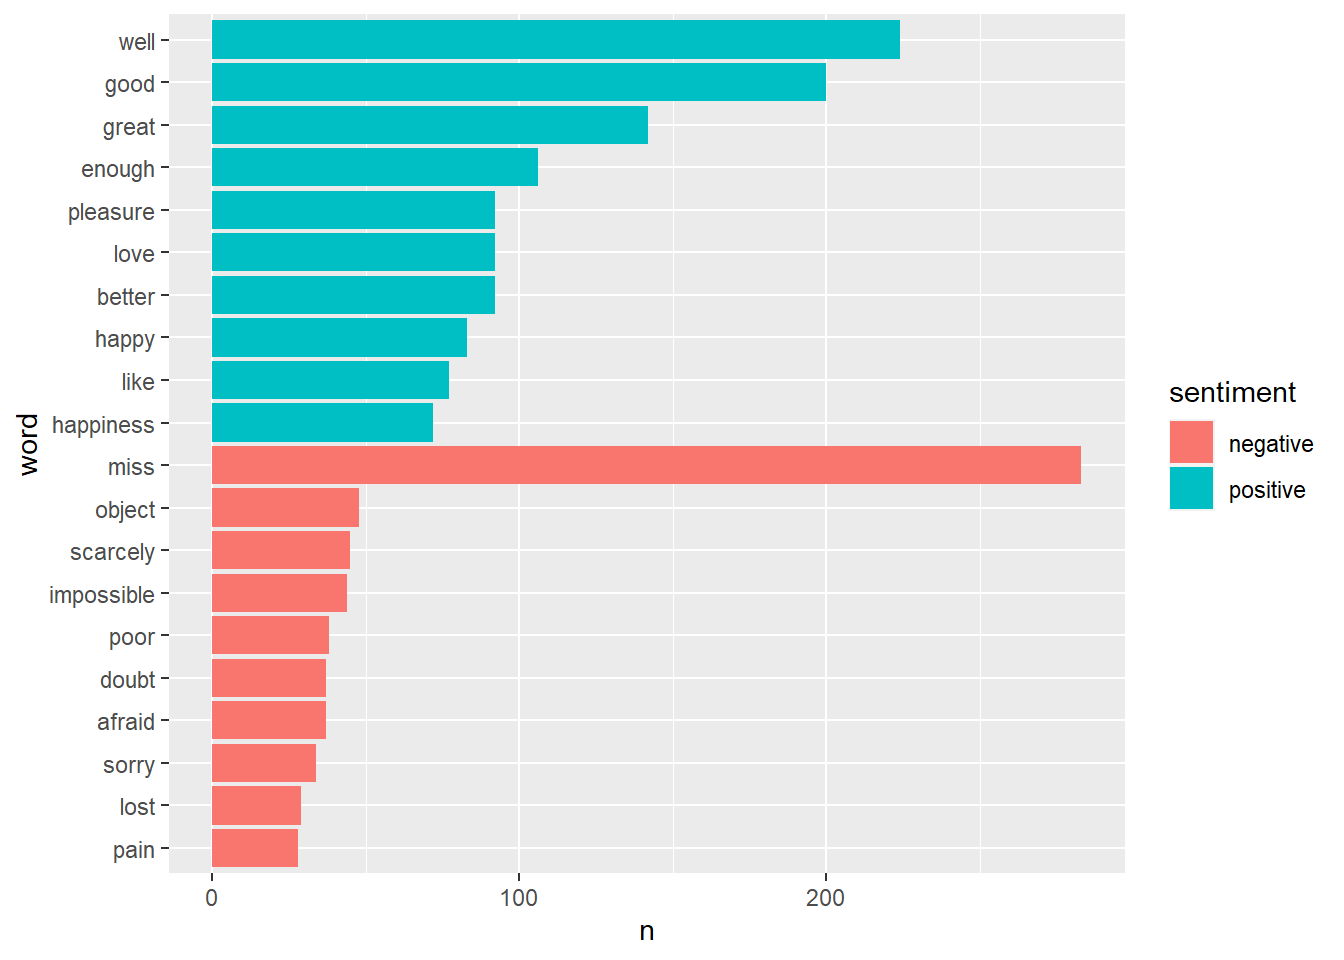 well
good
great
enough
pleasure
love
better
happy
like
happiness
miss
object
scarcely
impossible
poor
doubt
afraid
sorry
lost
pain
word
0 100 200
n
sentiment
negative
positive